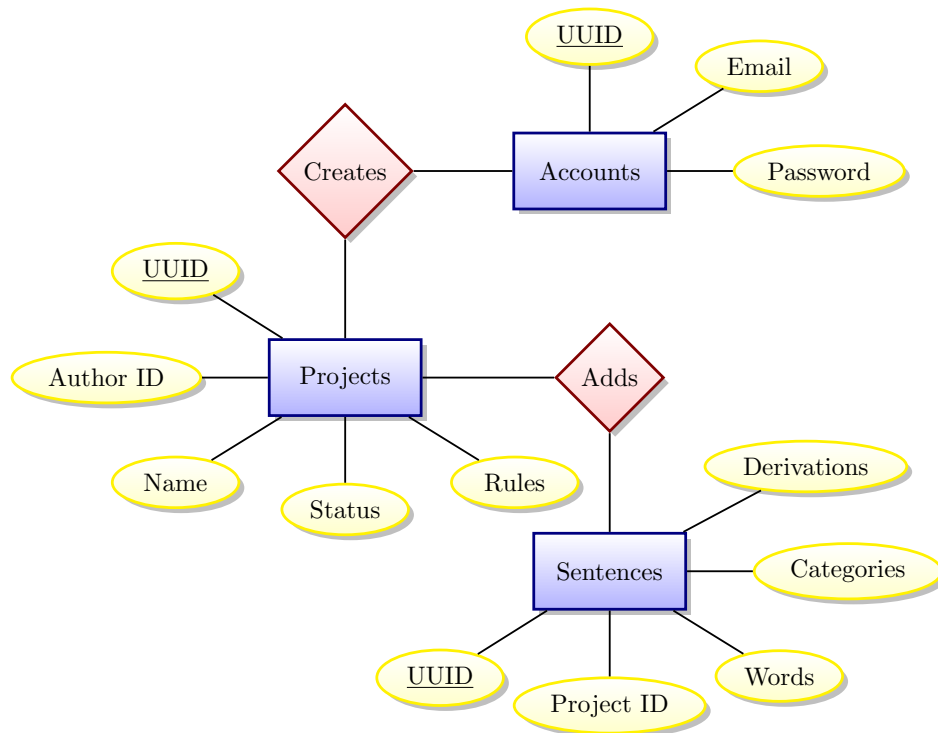 UUID
Email
Creates
Accounts
Password
UUID
Author ID
Projects
Adds
Name
Status
Rules
Derivations
Sentences
Categories
UUID
Project ID
Words